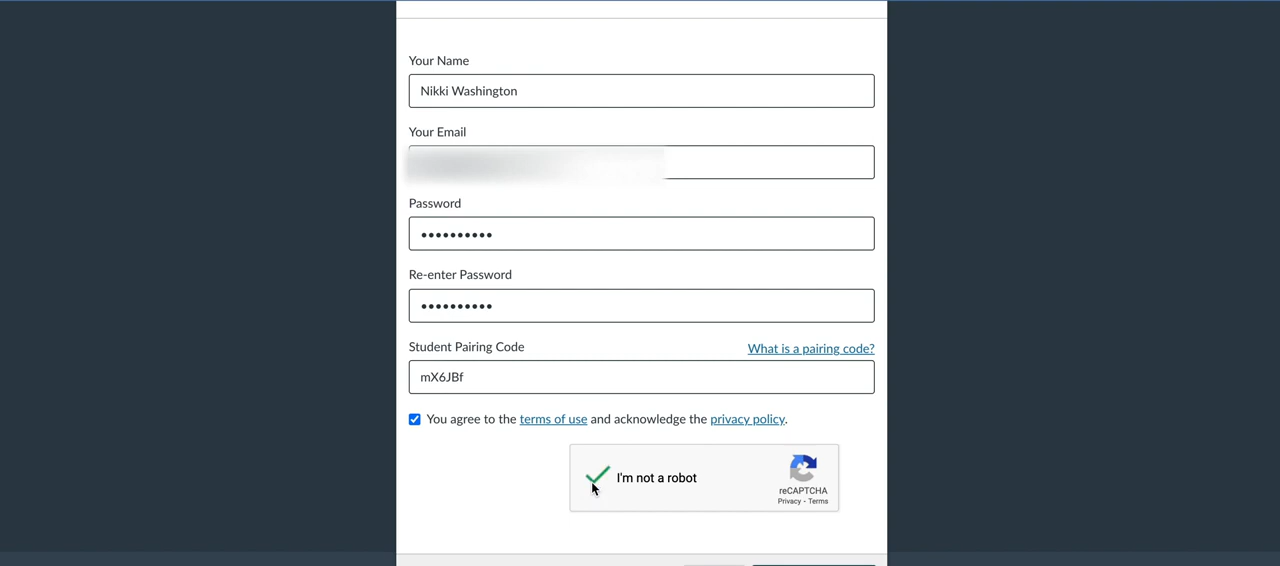 Your Name
Nikki Washington
Your Email
Password
••••••••••
Re-enter Password
••••••••••
Student Pairing Code
What is a pairing code?
mX6JBf
You agree to the terms of use and acknowledge the privacy policy.
I'm not a robot
reCAPTCHA
Privacy - Terms